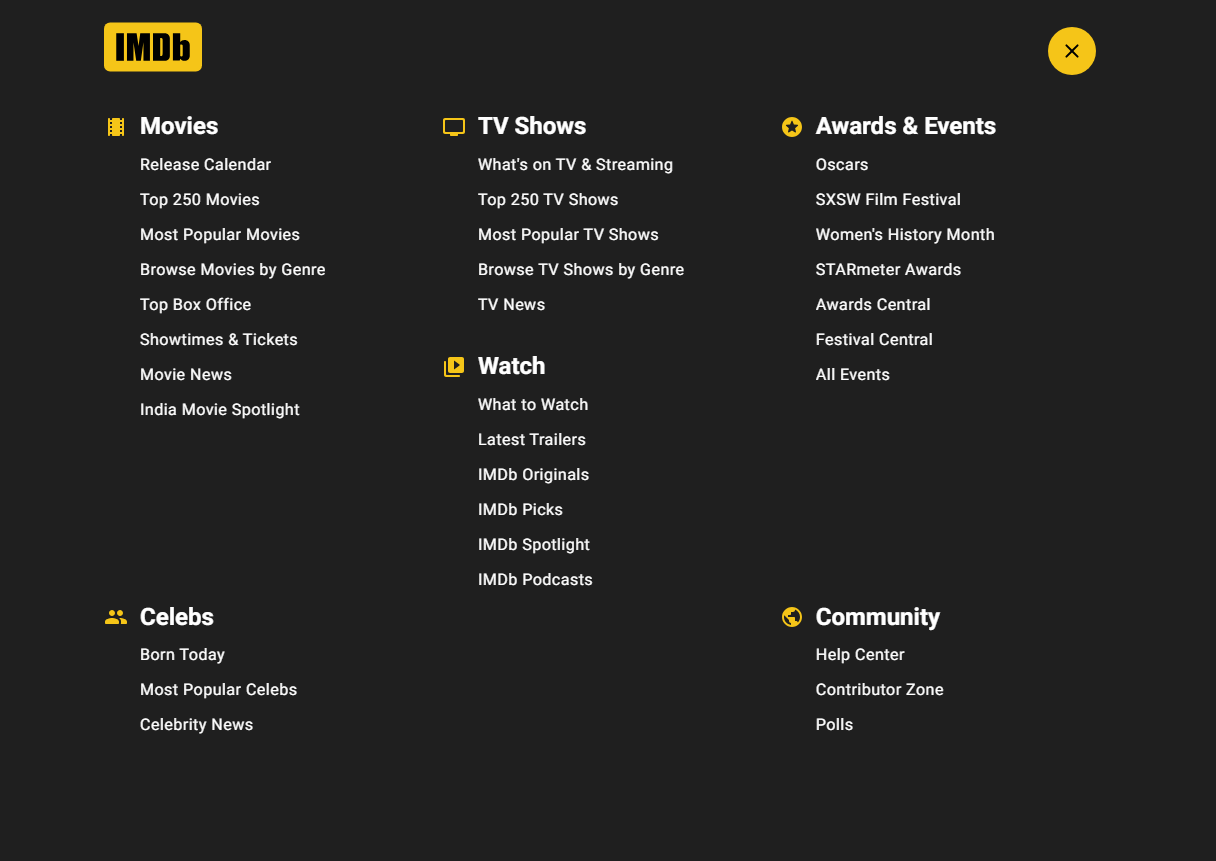 IMDb
Movies
Release Calendar
Top 250 Movies
Most Popular Movies
Browse Movies by Genre
Top Box Office
Showtimes & Tickets
Movie News
India Movie Spotlight
TV Shows
What's on TV & Streaming
Top 250 TV Shows
Most Popular TV Shows
Browse TV Shows by Genre
TV News
Watch
What to Watch
Latest Trailers
IMDb Originals
IMDb Picks
IMDb Spotlight
IMDb Podcasts
Awards & Events
Oscars
SXSW Film Festival
Women's History Month
STARmeter Awards
Awards Central
Festival Central
All Events
Celebs
Born Today
Most Popular Celebs
Celebrity News
Community
Help Center
Contributor Zone
Polls